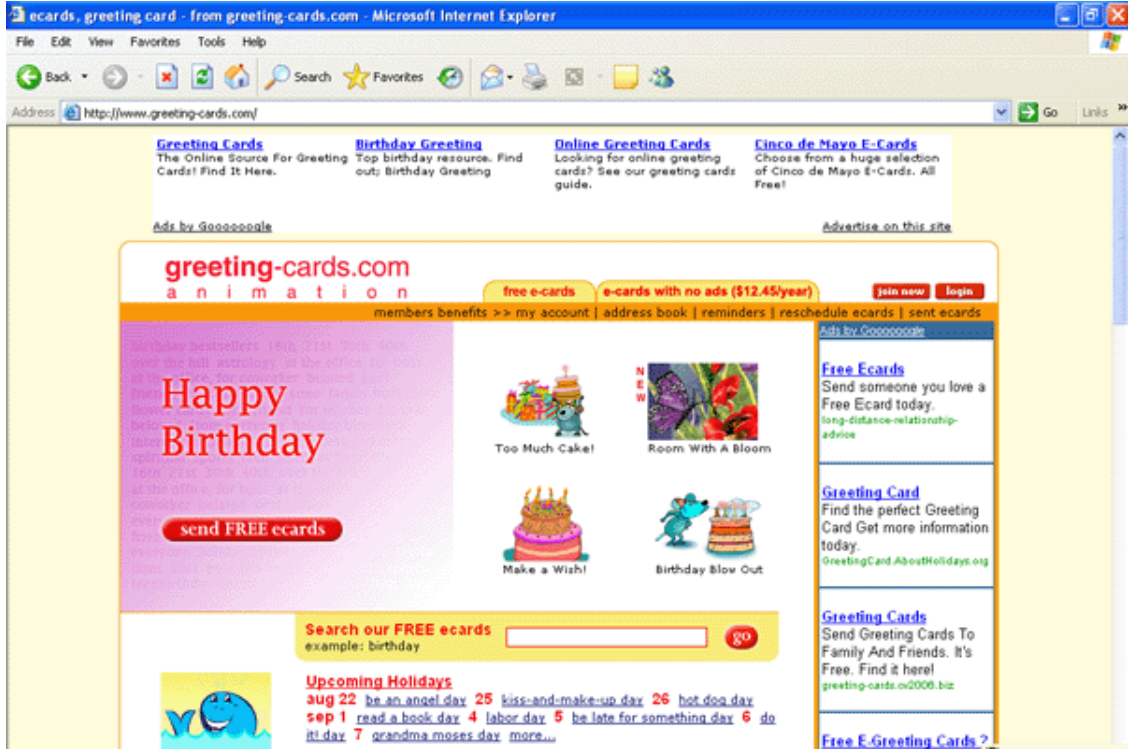 ecards, greeting card - from greeting-cards.com - Microsoft Internet Explorer
File Edit View Favorites Tools Help
Back Search Favorites
Address http://www.greeting-cards.com/ Go Links »
Greeting Cards
The Online Source For Greeting
Cards! Find It Here.
Birthday Greeting
Top birthday resource. Find
out; Birthday Greeting
Online Greeting Cards
Looking for online greeting
cards? See our greeting cards
guide.
Cinco de Mayo E-Cards
Choose from a huge selection
of Cinco de Mayo E-Cards. All
Free!
Ads by Goooooogle
Advertise on this site
greeting-cards.com
animation
free e-cards e-cards with no ads ($12.45/year) join now login
members benefits >> my account | address book | reminders | reschedule ecards | sent ecards
Happy
Birthday
send FREE ecards
Too Much Cake!
NEW
Room With A Bloom
Make a Wish!
Birthday Blow Out
Ads by Goooooogle
Free Ecards
Send someone you love a
Free Ecard today.
long-distance-relationship-
advice
Greeting Card
Find the perfect Greeting
Card Get more information
today.
GreetingCard.AboutHolidays.org
Greeting Cards
Send Greeting Cards To
Family And Friends. It's
Free. Find it here!
greeting-cards.ov2006.biz
Free E-Greeting Cards ?
Search our FREE ecards
example: birthday
go
Upcoming Holidays
aug 22 be an angel day 25 kiss-and-make-up day 26 hot dog day
sep 1 read a book day 4 labor day 5 be late for something day 6 do
it! day 7 grandma moses day more...